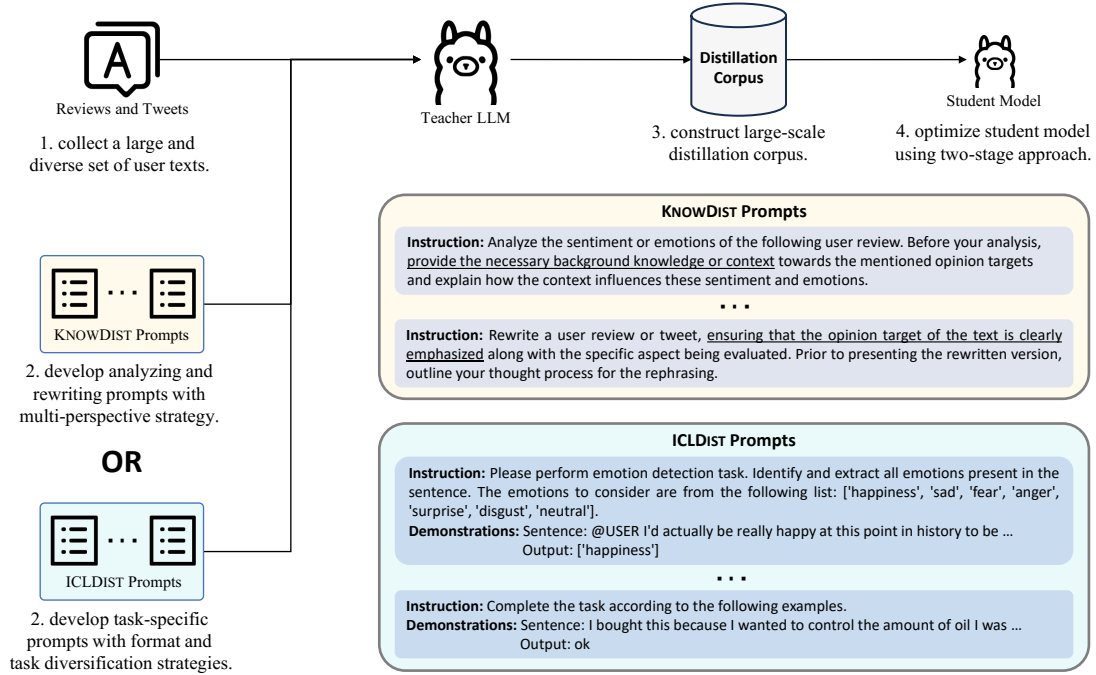 A
Reviews and Tweets
1. collect a large and
diverse set of user texts.
Teacher LLM
Distillation
Corpus
3. construct large-scale
distillation corpus.
Student Model
4. optimize student model
using two-stage approach.
KNOWDIST Prompts
2. develop analyzing and
rewriting prompts with
multi-perspective strategy.
OR
ICLDIST Prompts
2. develop task-specific
prompts with format and
task diversification strategies.
KNOWDIST Prompts
Instruction: Analyze the sentiment or emotions of the following user review. Before your analysis,
provide the necessary background knowledge or context towards the mentioned opinion targets
and explain how the context influences these sentiment and emotions.
...
Instruction: Rewrite a user review or tweet, ensuring that the opinion target of the text is clearly
emphasized along with the specific aspect being evaluated. Prior to presenting the rewritten version,
outline your thought process for the rephrasing.
ICLDIST Prompts
Instruction: Please perform emotion detection task. Identify and extract all emotions present in the
sentence. The emotions to consider are from the following list: ['happiness', 'sad', 'fear', 'anger',
'surprise', 'disgust', 'neutral'].
Demonstrations: Sentence: @USER I'd actually be really happy at this point in history to be ...
Output: ['happiness']
...
Instruction: Complete the task according to the following examples.
Demonstrations: Sentence: I bought this because I wanted to control the amount of oil I was ...
Output: ok